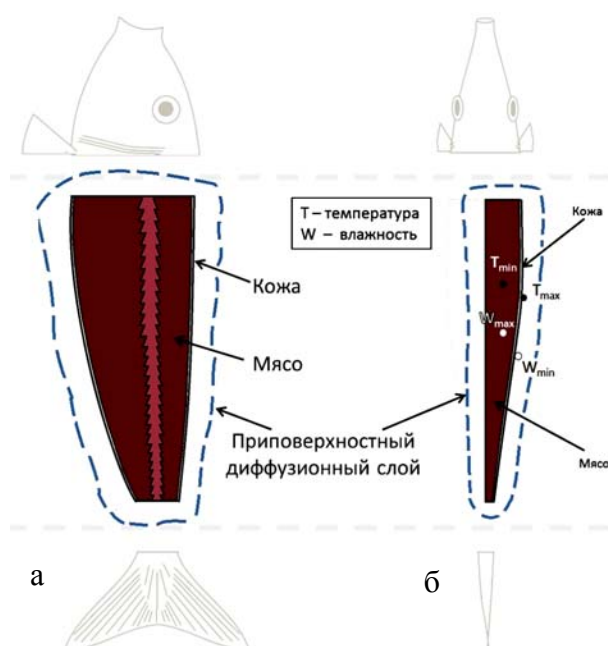 T – температура
W – влажность
Кожа
Tmin
Tmax
Кожа
Wmax
Мясо
Wmin
Приповерхностный
диффузионный слой
Мясо
а
б